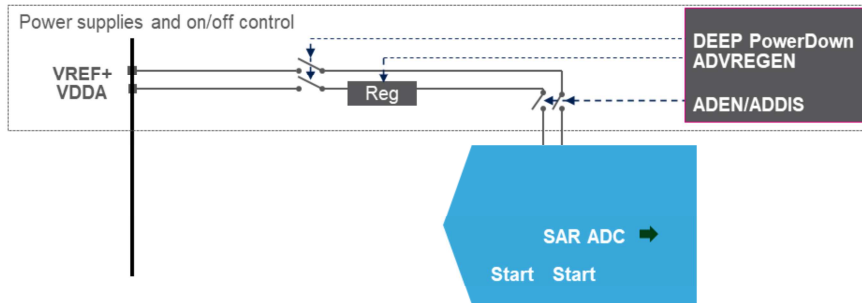 Power supplies and on/off control
VREF+
VDDA
Reg
DEEP PowerDown
ADVREGEN
ADEN/ADDIS
SAR ADC
Start Start